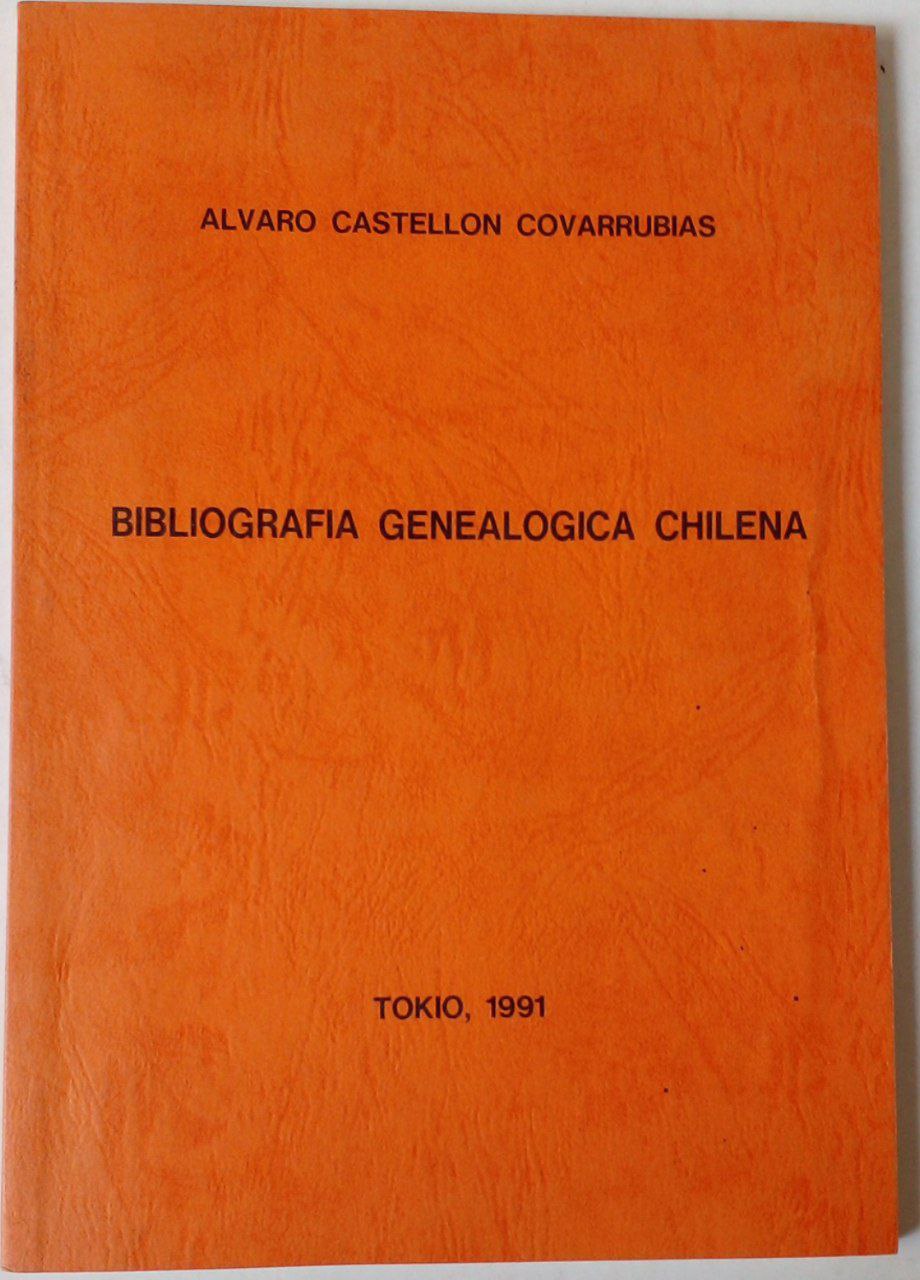 ALVARO CASTELLON COVARRUBIAS
BIBLIOGRAFIA GENEALOGICA CHILENA
TOKIO, 1991